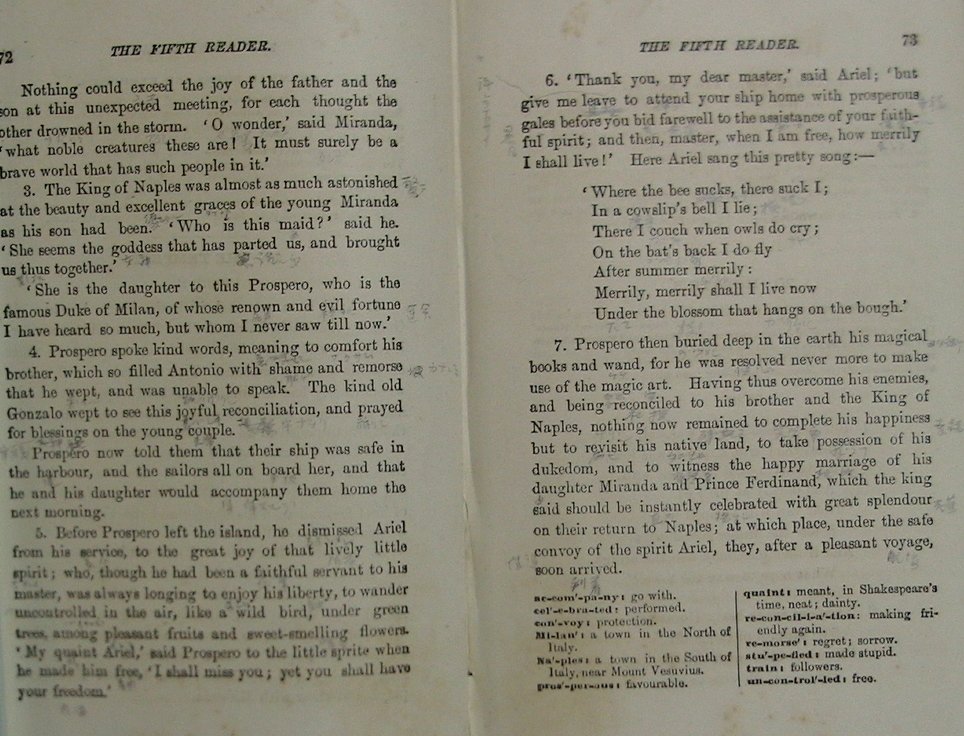 72
THE FIFTH READER.
Nothing could exceed the joy of the father and the
son at this unexpected meeting, for each thought the
other drowned in the storm. 'O wonder,' said Miranda,
'what noble creatures these are! It must surely be a
brave world that has such people in it.'
3. The King of Naples was almost as much astonished
at the beauty and excellent graces of the young Miranda
as his son had been. 'Who is this maid?' said he.
'She seems the goddess that has parted us, and brought
us thus together.'
'She is the daughter to this Prospero, who is the
famous Duke of Milan, of whose renown and evil fortune
I have heard so much, but whom I never saw till now.'
4. Prospero spoke kind words, meaning to comfort his
brother, which so filled Antonio with shame and remorse
that he wept, and was unable to speak. The kind old
Gonzalo wept to see this joyful reconciliation, and prayed
for blessings on the young couple.
Prospero now told them that their ship was safe in
the harbour, and the sailors all on board her, and that
he and his daughter would accompany them home the
next morning.
5. Before Prospero left the island, he dismissed Ariel
from his service, to the great joy of that lively little
spirit; who, though he had been a faithful servant to his
master, was always longing to enjoy his liberty, to wander
uncontrolled in the air, like a wild bird, under green
trees, among pleasant fruits and sweet-smelling flowers.
'My quaint Ariel,' said Prospero to the little sprite when
he made him free, 'I shall miss you; yet you shall have
your freedom.'
THE FIFTH READER.
73
6. 'Thank you, my dear master,' said Ariel; 'but
give me leave to attend your ship home with prosperous
gales before you bid farewell to the assistance of your faith-
ful spirit; and then, master, when I am free, how merrily
I shall live!' Here Ariel sang this pretty song:—
'Where the bee sucks, there suck I;
In a cowslip's bell I lie;
There I couch when owls do cry;
On the bat's back I do fly
After summer merrily:
Merrily, merrily shall I live now
Under the blossom that hangs on the bough.'
7. Prospero then buried deep in the earth his magical
books and wand, for he was resolved never more to make
use of the magic art. Having thus overcome his enemies,
and being reconciled to his brother and the King of
Naples, nothing now remained to complete his happiness
but to revisit his native land, to take possession of his
dukedom, and to witness the happy marriage of his
daughter Miranda and Prince Ferdinand, which the king
said should be instantly celebrated with great splendour
on their return to Naples; at which place, under the safe
convoy of the spirit Ariel, they, after a pleasant voyage,
soon arrived.
ac-com'-pa-ny: go with.
cel'-e-bra-ted: performed.
con'-voy: protection.
Mi-lan': a town in the North of
Italy.
Na'-ples: a town in the South of
Italy, near Mount Vesuvius.
pros'-per-ous: favourable.
quaint: meant, in Shakespeare's
time, neat; dainty.
re-con-cil-i-a'-tion: making fri-
endly again.
re-morse': regret; sorrow.
stu'-pe-fied: made stupid.
train: followers.
un-con-trol'-led: free.